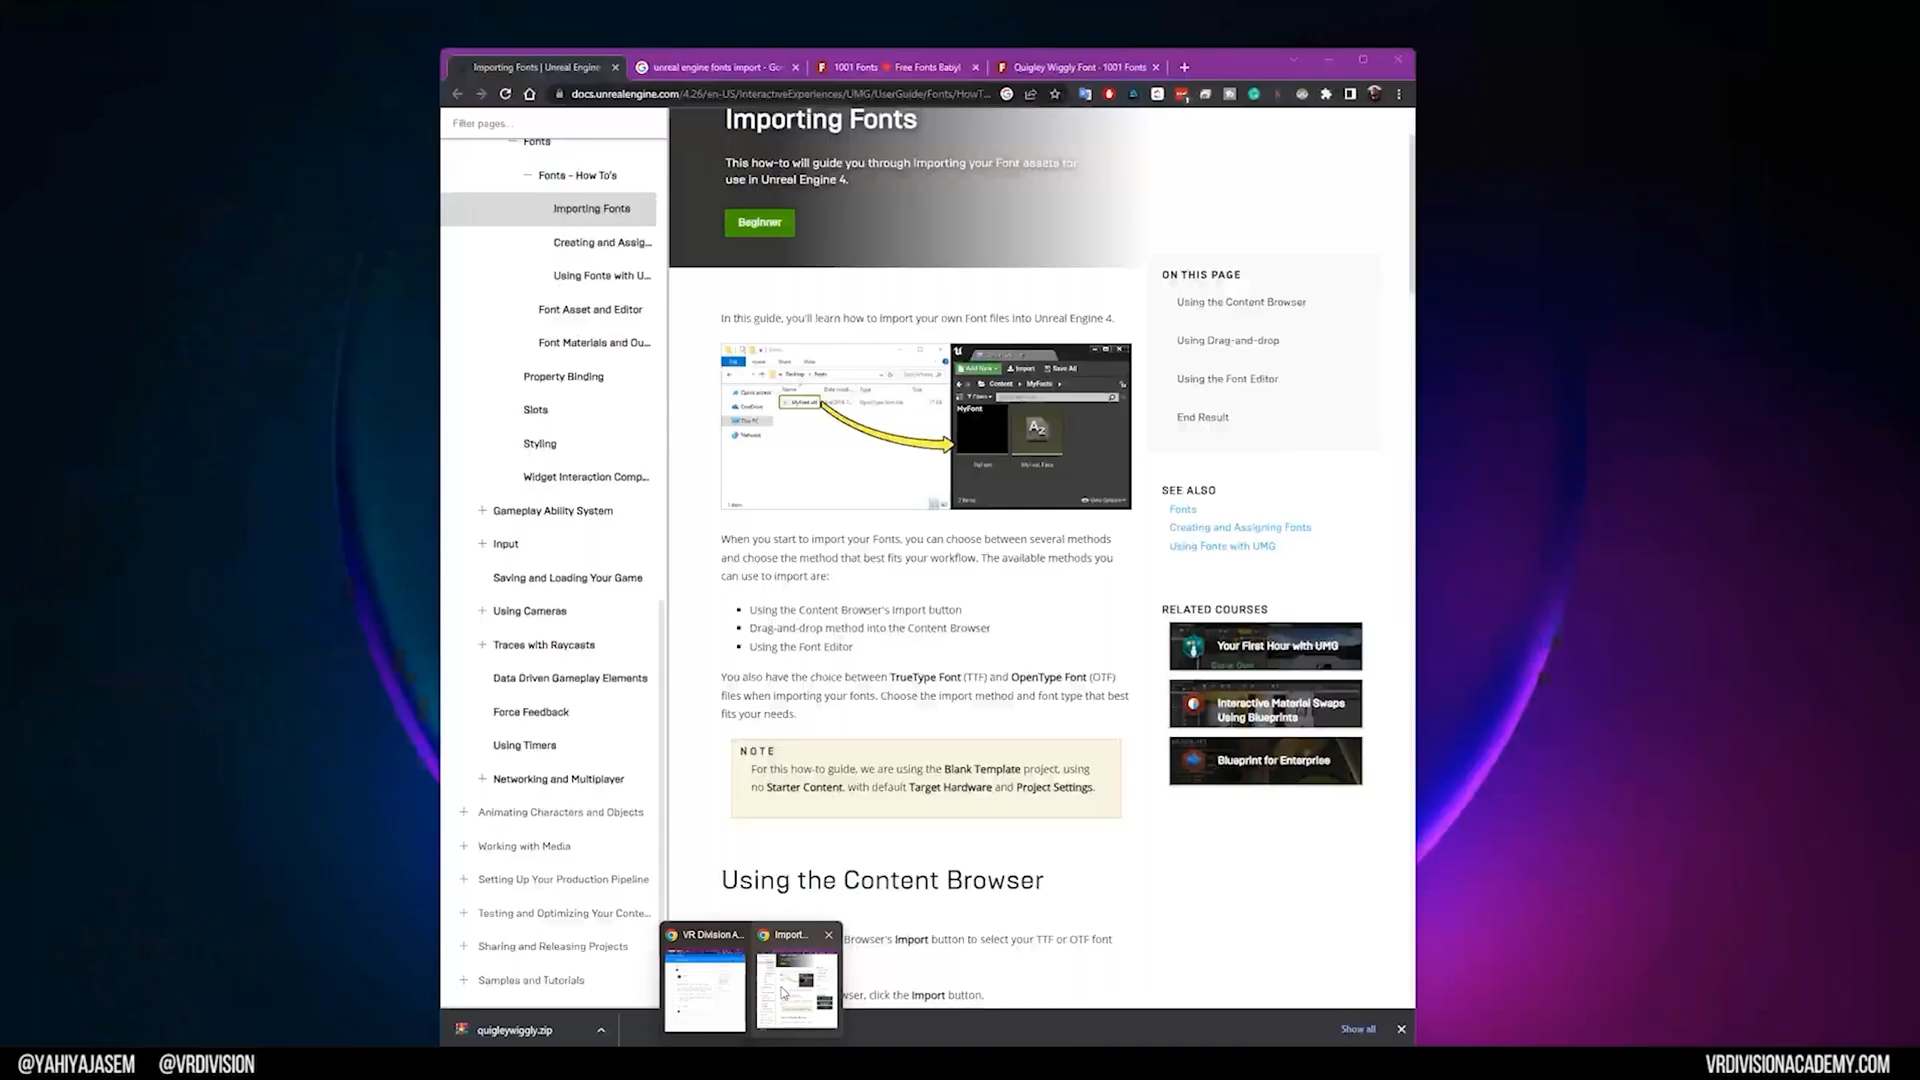 Importing Fonts | Unreal Engine
unreal engine fonts import - Go
1001 Fonts
Free Fonts Baby!
Quigley Wiggly Font - 1001 Fonts
docs.unrealengine.com/4.26/en-US/InteractiveExperiences/UMG/UserGuide/Fonts/HowT...
Filter pages...
Fonts
Fonts - How To's
Importing Fonts
Creating and Assig...
Using Fonts with U...
Font Asset and Editor
Font Materials and Ou...
Property Binding
Slots
Styling
Widget Interaction Comp...
Gameplay Ability System
Input
Saving and Loading Your Game
Using Cameras
Traces with Raycasts
Data Driven Gameplay Elements
Force Feedback
Using Timers
Networking and Multiplayer
Animating Characters and Objects
Working with Media
Setting Up Your Production Pipeline
Testing and Optimizing Your Conte...
Sharing and Releasing Projects
Samples and Tutorials
Importing Fonts
This how-to will guide you through importing your Font assets for
use in Unreal Engine 4.
Beginner
In this guide, you'll learn how to import your own Font files into Unreal Engine 4.
Quick access
OneDrive
This PC
Network
Add New
Import
Save All
Content
MyFonts
MyFont
When you start to import your Fonts, you can choose between several methods
and choose the method that best fits your workflow. The available methods you
can use to import are:
Using the Content Browser's Import button
Drag-and-drop method into the Content Browser
Using the Font Editor
You also have the choice between TrueType Font (TTF) and OpenType Font (OTF)
files when importing your fonts. Choose the import method and font type that best
fits your needs.
NOTE
For this how-to guide, we are using the Blank Template project, using
no Starter Content, with default Target Hardware and Project Settings.
Using the Content Browser
Browser's Import button to select your TTF or OTF font
wser, click the Import button.
ON THIS PAGE
Using the Content Browser
Using Drag-and-drop
Using the Font Editor
End Result
SEE ALSO
Fonts
Creating and Assigning Fonts
Using Fonts with UMG
RELATED COURSES
Your First Hour with UMG
Interactive Material Swaps
Using Blueprints
Blueprint for Enterprise
VR Division A...
Import...
quigleywiggly.zip
Show all
@YAHIYAJASEM @VRDIVISION
VRDIVISIONACADEMY.COM